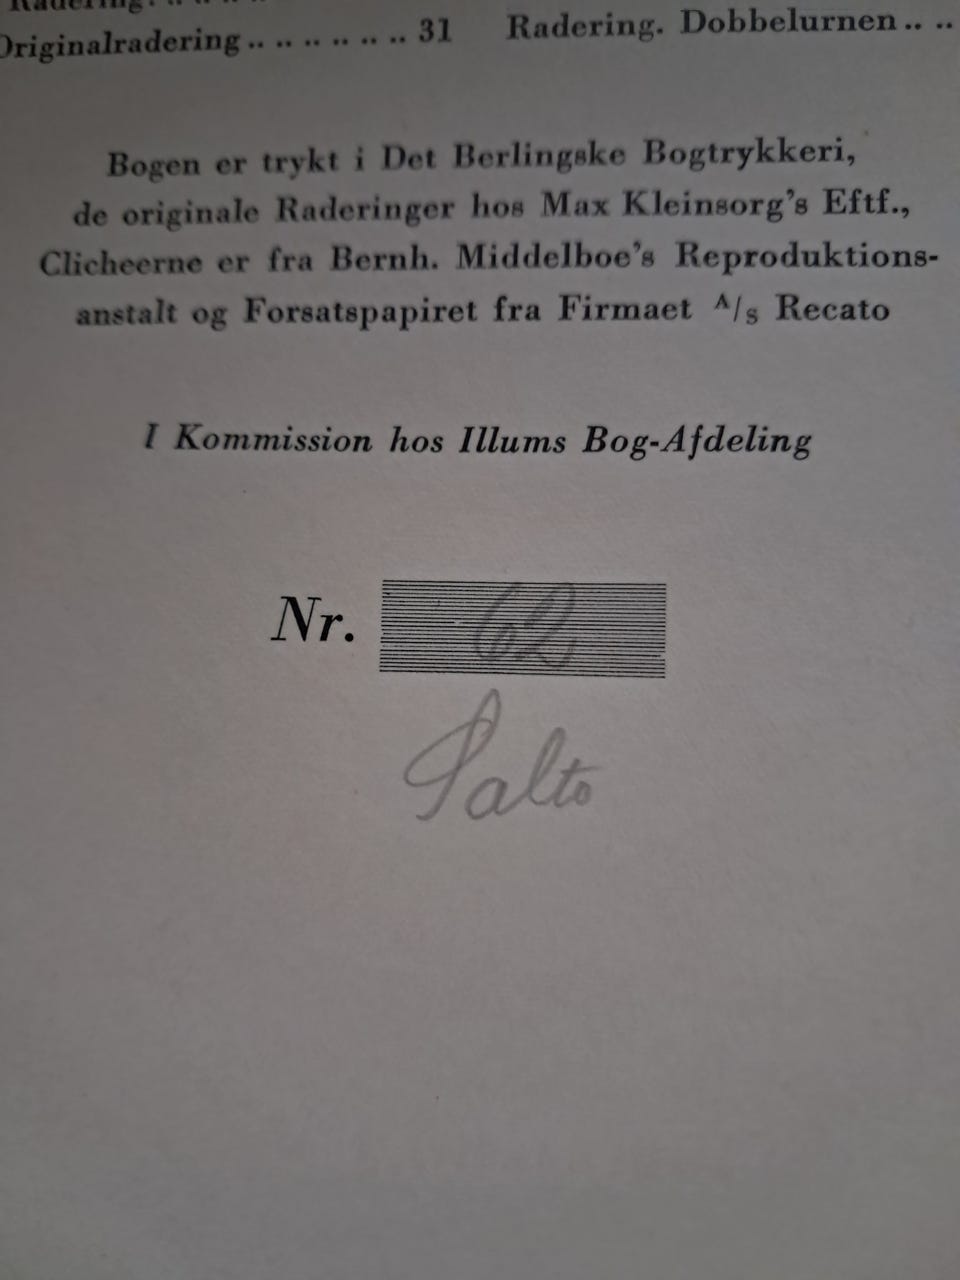 Originalradering .. .. .. .. .. .. 31 Radering. Dobbelurnen .. ..
Bogen er trykt i Det Berlingske Bogtrykkeri,
de originale Raderinger hos Max Kleinsorg's Eftf.,
Clicheerne er fra Bernh. Middelboe's Reproduktions-
anstalt og Forsatspapiret fra Firmaet A/S Recato
I Kommission hos Illums Bog-Afdeling
Nr. 62
Salto